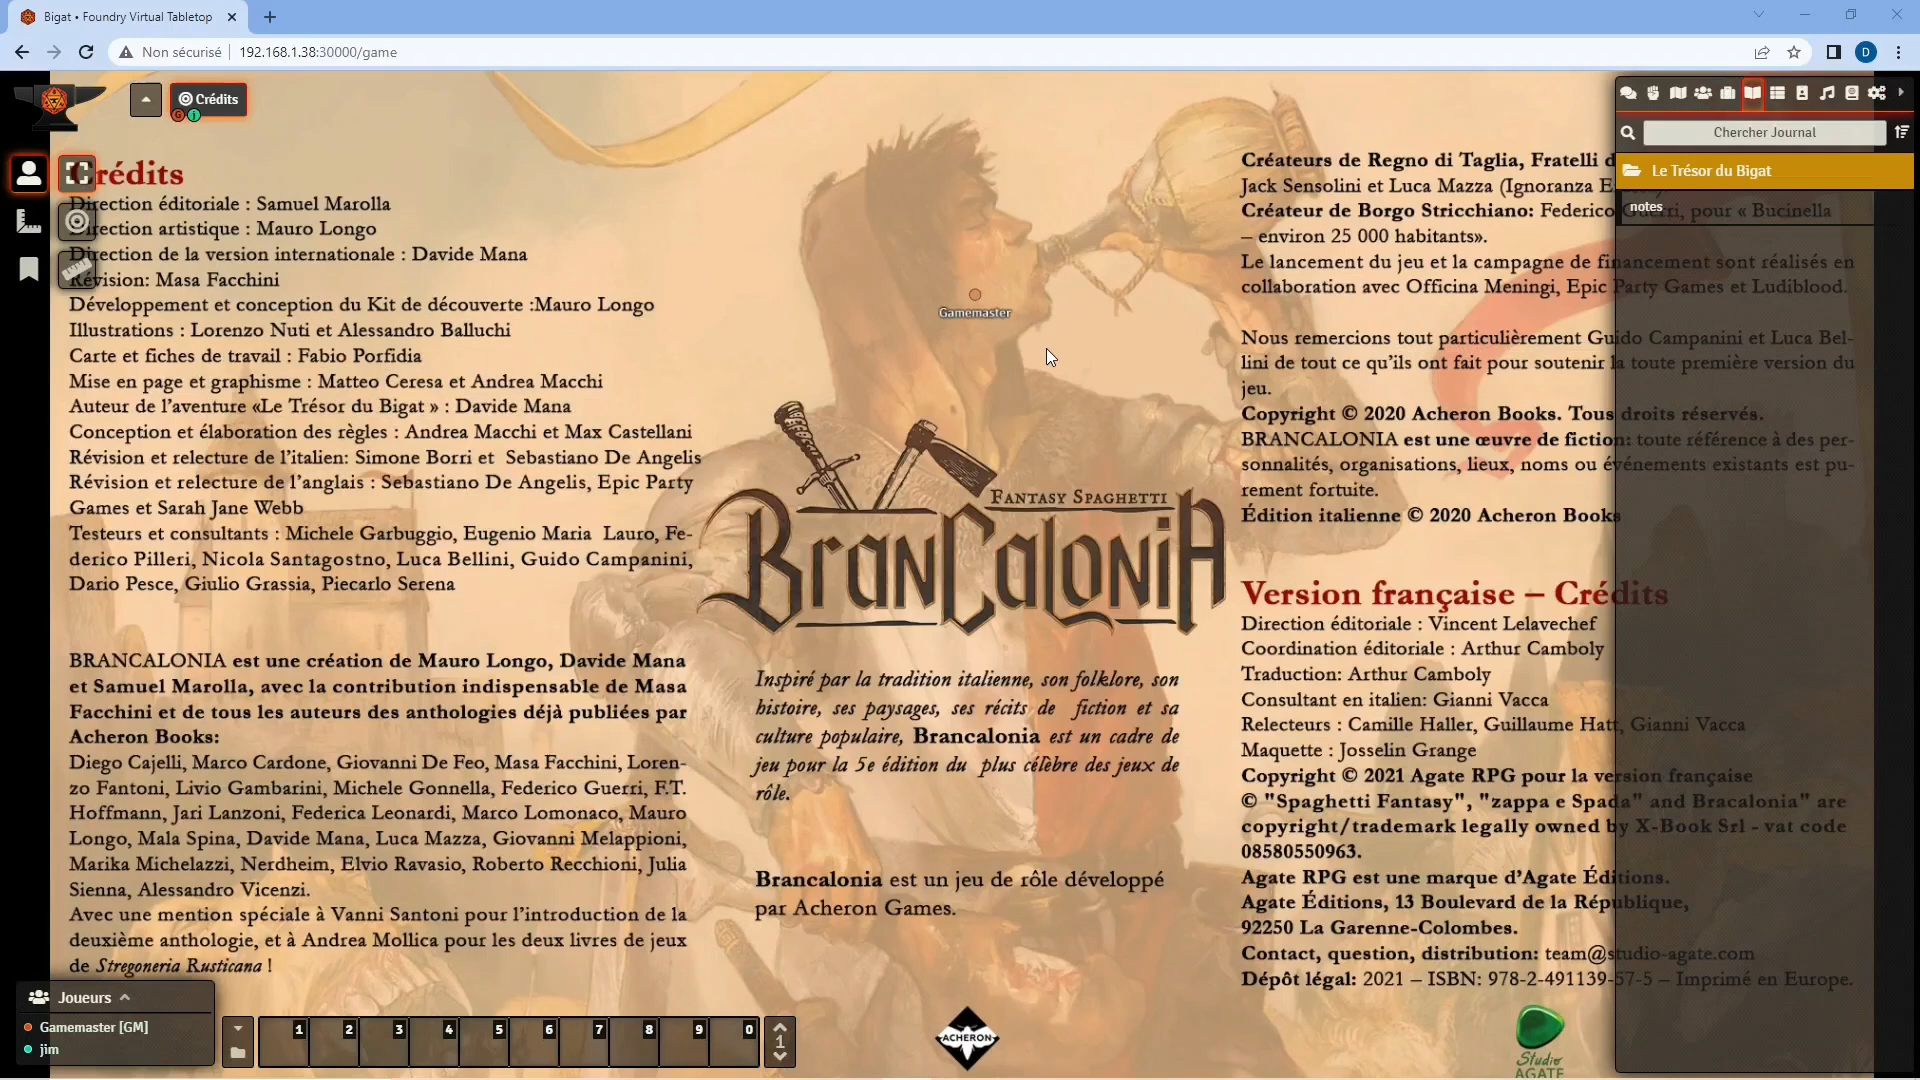 Bigat • Foundry Virtual Tabletop
Non sécurisé
192.168.1.38:30000/game
D
Crédits
G
j
Chercher Journal
Le Trésor du Bigat
notes
Crédits
Direction éditoriale : Samuel Marolla
Direction artistique : Mauro Longo
Direction de la version internationale : Davide Mana
Révision: Masa Facchini
Développement et conception du Kit de découverte :Mauro Longo
Illustrations : Lorenzo Nuti et Alessandro Balluchi
Carte et fiches de travail : Fabio Porfidia
Mise en page et graphisme : Matteo Ceresa et Andrea Macchi
Auteur de l'aventure «Le Trésor du Bigat » : Davide Mana
Conception et élaboration des règles : Andrea Macchi et Max Castellani
Révision et relecture de l'italien: Simone Borri et Sebastiano De Angelis
Révision et relecture de l'anglais : Sebastiano De Angelis, Epic Party
Games et Sarah Jane Webb
Testeurs et consultants : Michele Garbuggio, Eugenio Maria Lauro, Fe-
derico Pilleri, Nicola Santagostno, Luca Bellini, Guido Campanini,
Dario Pesce, Giulio Grassia, Piecarlo Serena
BRANCALONIA est une création de Mauro Longo, Davide Mana
et Samuel Marolla, avec la contribution indispensable de Masa
Facchini et de tous les auteurs des anthologies déjà publiées par
Acheron Books:
Diego Cajelli, Marco Cardone, Giovanni De Feo, Masa Facchini, Loren-
zo Fantoni, Livio Gambarini, Michele Gonnella, Federico Guerri, F.T.
Hoffmann, Jari Lanzoni, Federica Leonardi, Marco Lomonaco, Mauro
Longo, Mala Spina, Davide Mana, Luca Mazza, Giovanni Melappioni,
Marika Michelazzi, Nerdheim, Elvio Ravasio, Roberto Recchioni, Julia
Sienna, Alessandro Vicenzi.
Avec une mention spéciale à Vanni Santoni pour l'introduction de la
deuxième anthologie, et à Andrea Mollica pour les deux livres de jeux
de Stregoneria Rusticana !
Gamemaster
FANTASY SPAGHETTI
BRANCALONIA
Inspiré par la tradition italienne, son folklore, son
histoire, ses paysages, ses récits de fiction et sa
culture populaire, Brancalonia est un cadre de
jeu pour la 5e édition du plus célèbre des jeux de
rôle.
Brancalonia est un jeu de rôle développé
par Acheron Games.
ACHERON
Créateurs de Regno di Taglia, Fratelli d
Jack Sensolini et Luca Mazza (Ignoranza E
Créateur de Borgo Stricchiano: Federico Guerri, pour « Bucinella
– environ 25 000 habitants».
Le lancement du jeu et la campagne de financement sont réalisés en
collaboration avec Officina Meningi, Epic Party Games et Ludiblood.
Nous remercions tout particulièrement Guido Campanini et Luca Bel-
lini de tout ce qu'ils ont fait pour soutenir la toute première version du
jeu.
Copyright © 2020 Acheron Books. Tous droits réservés.
BRANCALONIA est une œuvre de fiction: toute référence à des per-
sonnalités, organisations, lieux, noms ou événements existants est pu-
rement fortuite.
Édition italienne © 2020 Acheron Books
Version française – Crédits
Direction éditoriale : Vincent Lelavechef
Coordination éditoriale : Arthur Camboly
Traduction: Arthur Camboly
Consultant en italien: Gianni Vacca
Relecteurs : Camille Haller, Guillaume Hatt, Gianni Vacca
Maquette : Josselin Grange
Copyright © 2021 Agate RPG pour la version française
© "Spaghetti Fantasy", "zappa e Spada" and Bracalonia" are
copyright/trademark legally owned by X-Book Srl - vat code
08580550963.
Agate RPG est une marque d'Agate Éditions.
Agate Éditions, 13 Boulevard de la République,
92250 La Garenne-Colombes.
Contact, question, distribution: team@studio-agate.com
Dépôt légal: 2021 – ISBN: 978-2-491139-57-5 – Imprimé en Europe.
Studio
AGATE
Joueurs
Gamemaster [GM]
jim
1 2 3 4 5 6 7 8 9 0
1